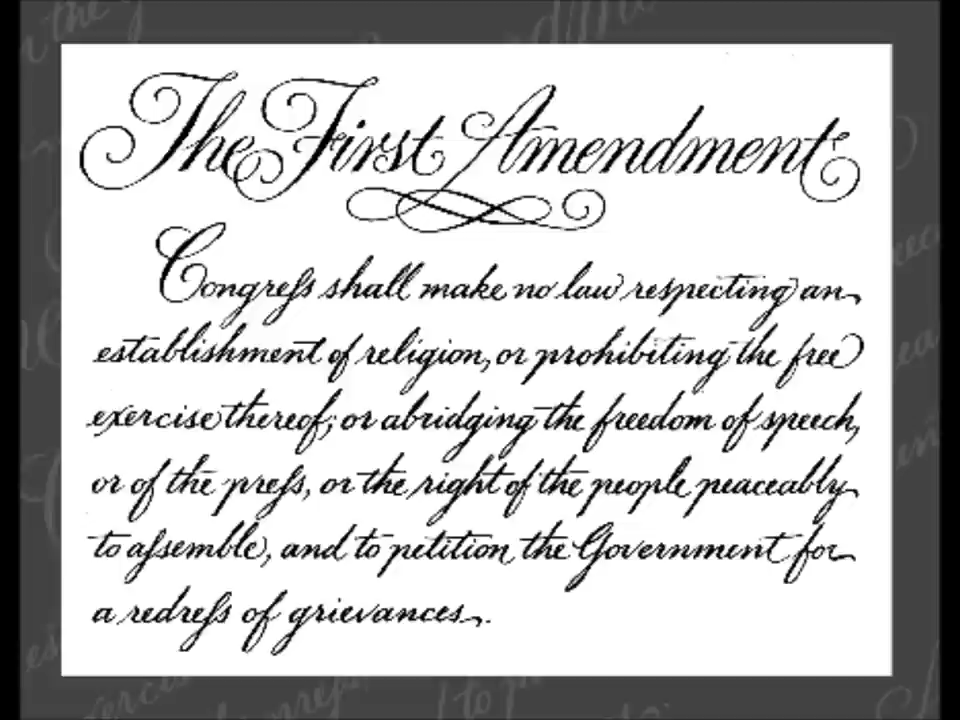 The First Amendment
Congreſs shall make no law respecting an
establishment of religion, or prohibiting the free
exercise thereof; or abridging the freedom of speech,
or of the preſs, or the right of the people peaceably
to aſsemble, and to petition the Government for
a redreſs of grievances.